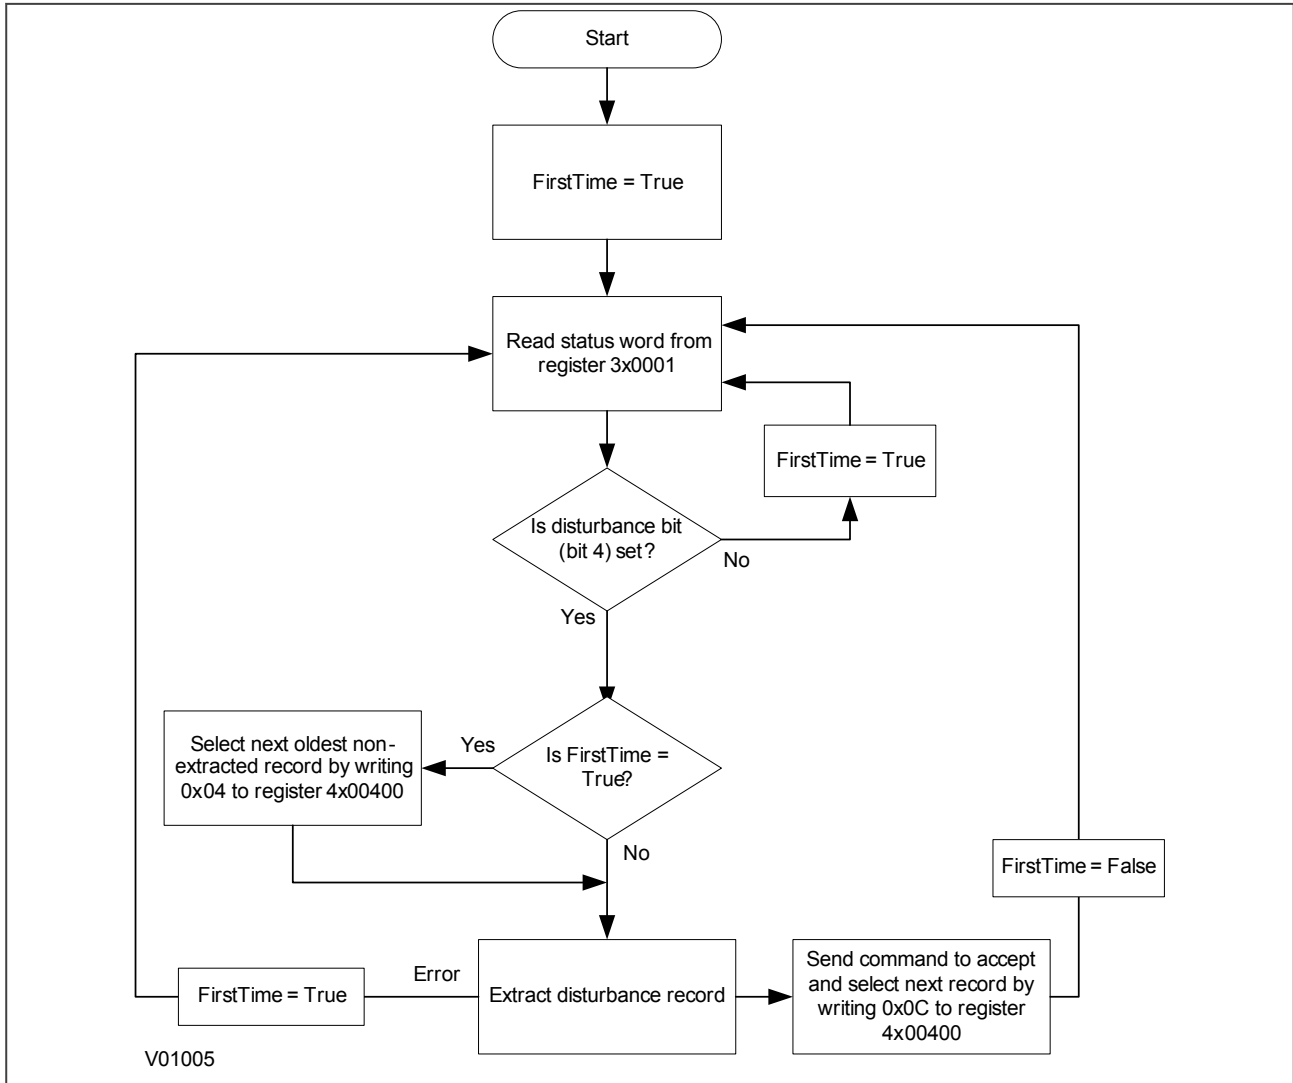 Start
FirstTime = True
Read status word from
register 3x0001
FirstTime = True
Is disturbance bit
(bit 4) set?
No
Yes
Select next oldest non-
extracted record by writing
0x04 to register 4x00400
Yes
Is FirstTime =
True?
No
FirstTime = False
Error
FirstTime = True
Extract disturbance record
Send command to accept
and select next record by
writing 0x0C to register
4x00400
V01005